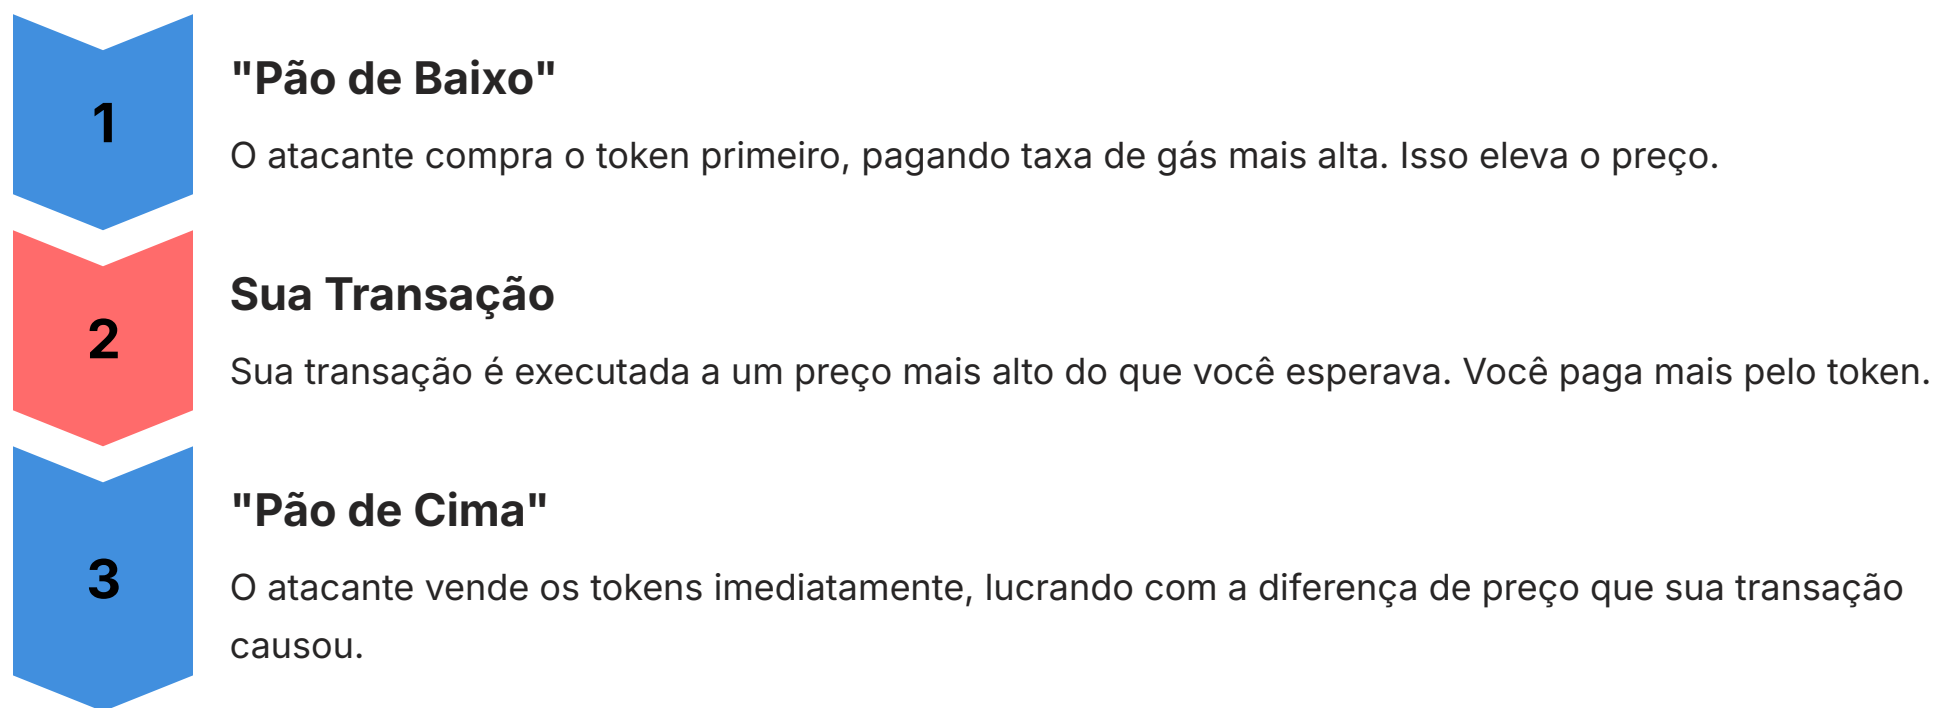 1
"Pão de Baixo"
O atacante compra o token primeiro, pagando taxa de gás mais alta. Isso eleva o preço.
2
Sua Transação
Sua transação é executada a um preço mais alto do que você esperava. Você paga mais pelo token.
3
"Pão de Cima"
O atacante vende os tokens imediatamente, lucrando com a diferença de preço que sua transação
causou.